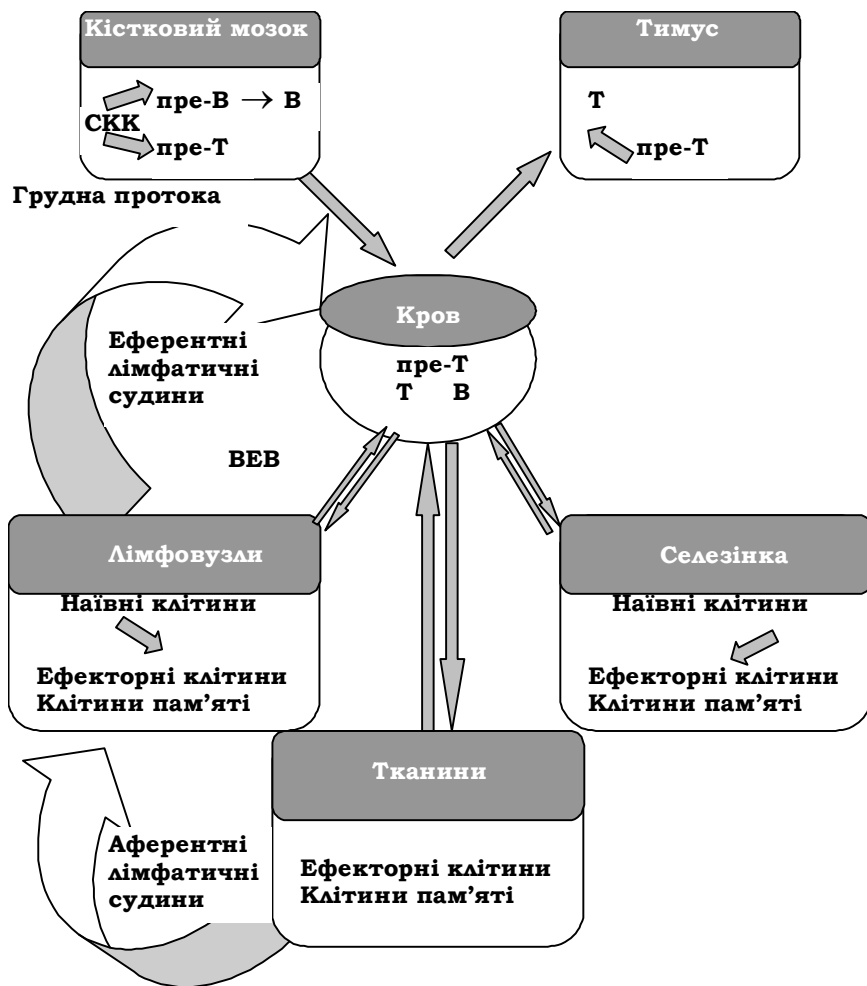 Кістковий мозок
пре-В → В
СКК
пре-Т
Тимус
Т
пре-Т
Грудна протока
Кров
пре-Т
Т В
Еферентні
лімфатичні
судини
ВЕВ
Лімфовузли
Наївні клітини
Ефекторні клітини
Клітини пам’яті
Селезінка
Наївні клітини
Ефекторні клітини
Клітини пам’яті
Тканини
Ефекторні клітини
Клітини пам’яті
Аферентні
лімфатичні
судини